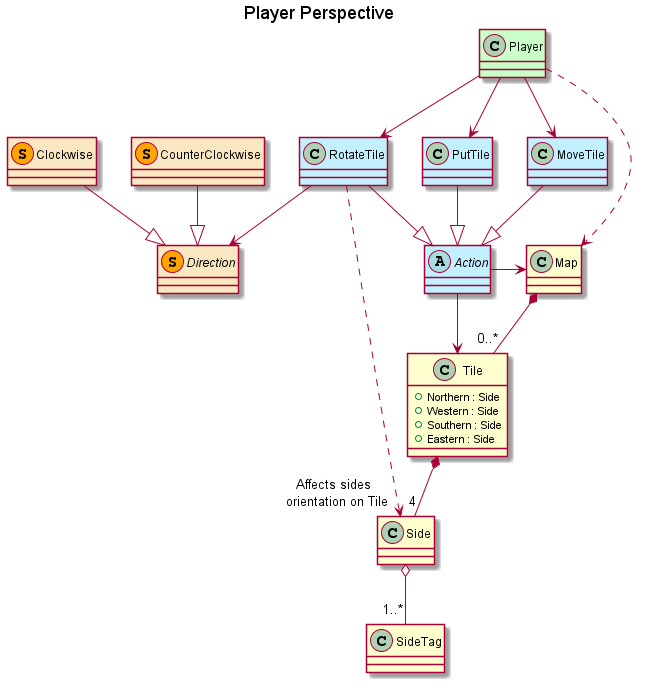 Player Perspective
C Player
S Clockwise
S CounterClockwise
C RotateTile
C PutTile
C MoveTile
S Direction
A Action
C Map
0..*
C Tile
Northern : Side
Western : Side
Southern : Side
Eastern : Side
Affects sides
orientation on Tile
4
C Side
1..*
C SideTag